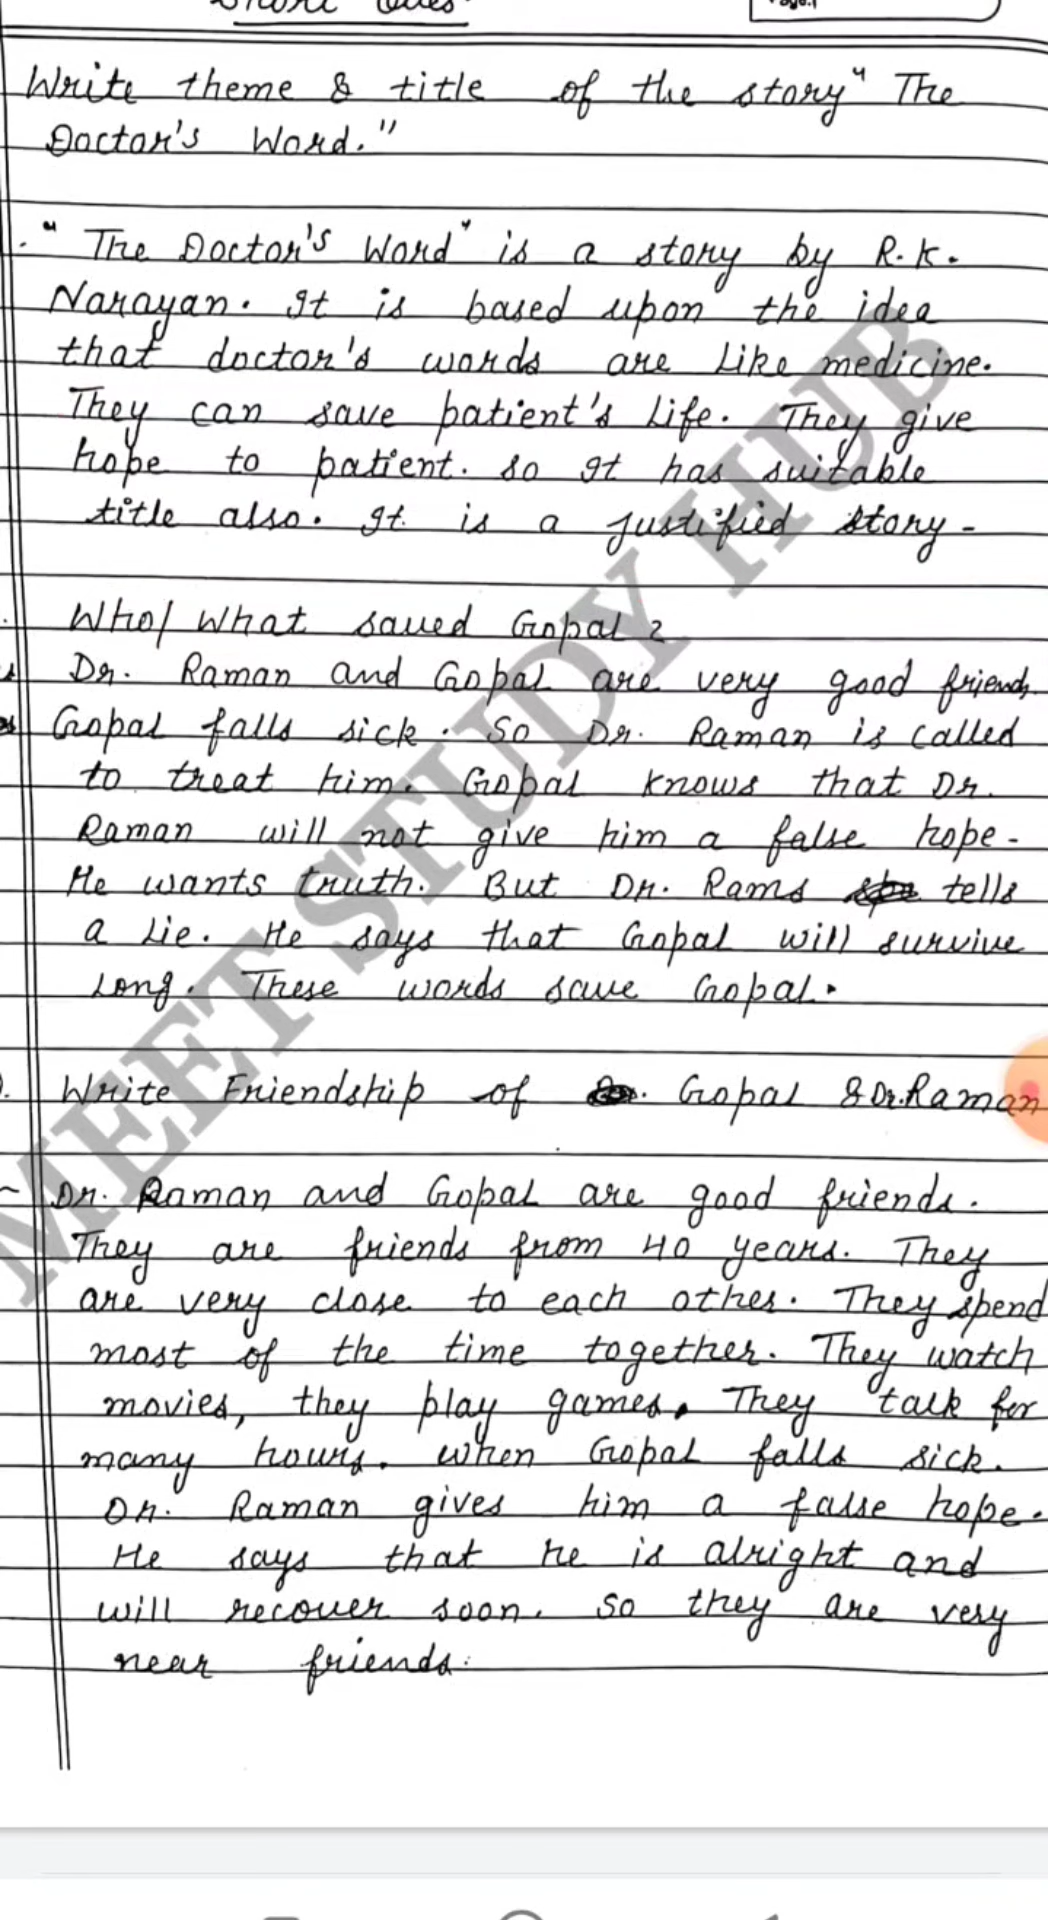 Short Ques
Page.1
Write theme & title of the story "The
Doctor's Word."
"The Doctor's Word" is a story by R.K.
Narayan. It is based upon the idea
that doctor's words are like medicine.
They can save patient's life. They give
hope to patient. so It has suitable
title also. It is a justified story-
Who/What saved Gopal?
Dr. Raman and Gopal are very good friends.
Gopal falls sick. So Dr. Raman is called
to treat him. Gopal knows that Dr.
Raman will not give him a false hope-
He wants truth. But Dr. Rams tells
a lie. He says that Gopal will survive
Long. These words save Gopal.
Write Friendship of Gopal & Dr.Raman
Dr. Raman and Gopal are good friends.
They are friends from 40 years. They
are very close to each other. They spend
most of the time together. They watch
movies, they play games. They talk for
many hours. when Gopal falls sick.
Dr. Raman gives him a false hope.
He says that he is alright and
will recover soon. so they are very
near friends.
MEET STUDY HUB